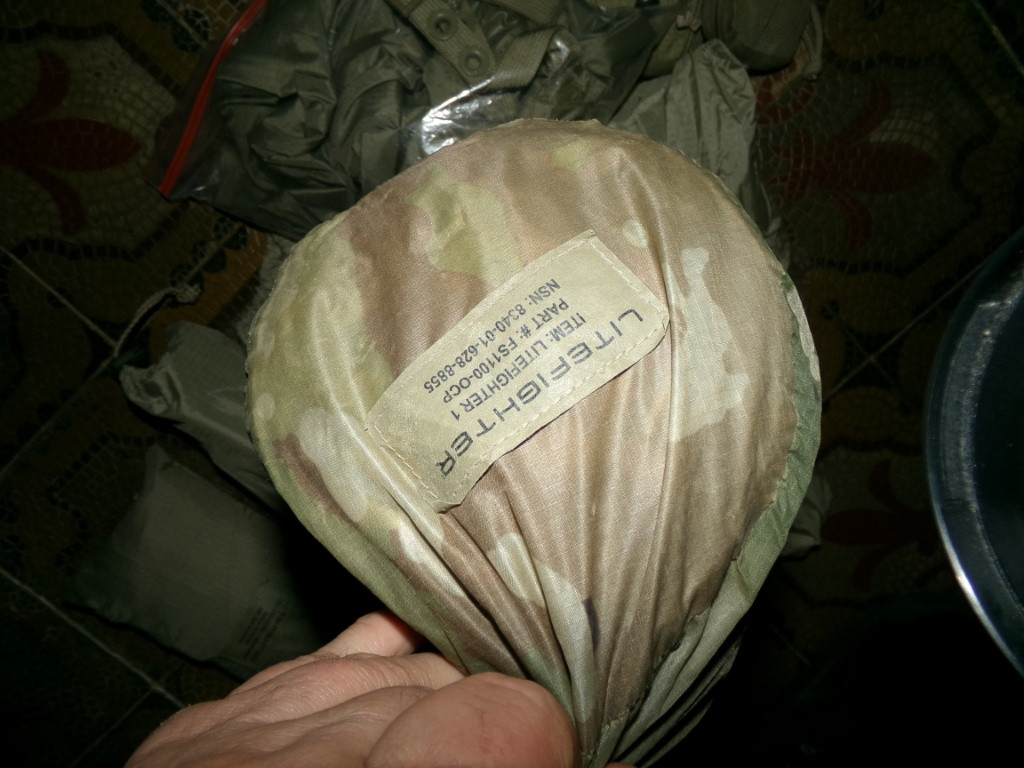 LITEFIGHTER
ITEM: LITEFIGHTER 1
PART #: FS1100-OCP
NSN: 8340-01-628-8855